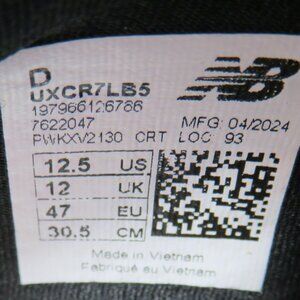 D
UXCR7LB5
197966126766
7622047 MFG: 04/2024
PWKXV2130 CRT LOC: 93
12.5 US
12 UK
47 EU
30.5 CM
Made in Vietnam
Fabriqué au Vietnam
NB